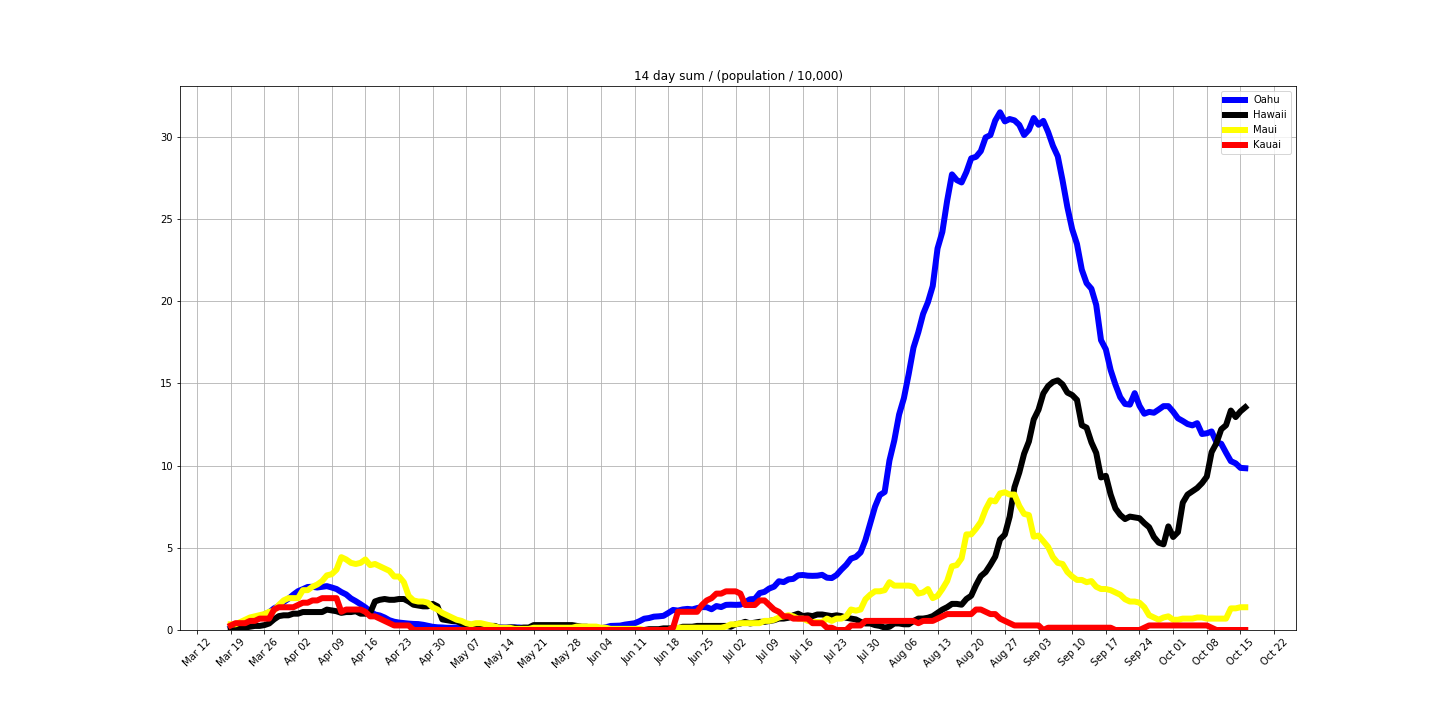 14 day sum / (population / 10,000)
Oahu
Hawaii
Maui
Kauai
30
25
20
15
10
5
0
Mar 12
Mar 19
Mar 26
Apr 02
Apr 09
Apr 16
Apr 23
Apr 30
May 07
May 14
May 21
May 28
Jun 04
Jun 11
Jun 18
Jun 25
Jul 02
Jul 09
Jul 16
Jul 23
Jul 30
Aug 06
Aug 13
Aug 20
Aug 27
Sep 03
Sep 10
Sep 17
Sep 24
Oct 01
Oct 08
Oct 15
Oct 22